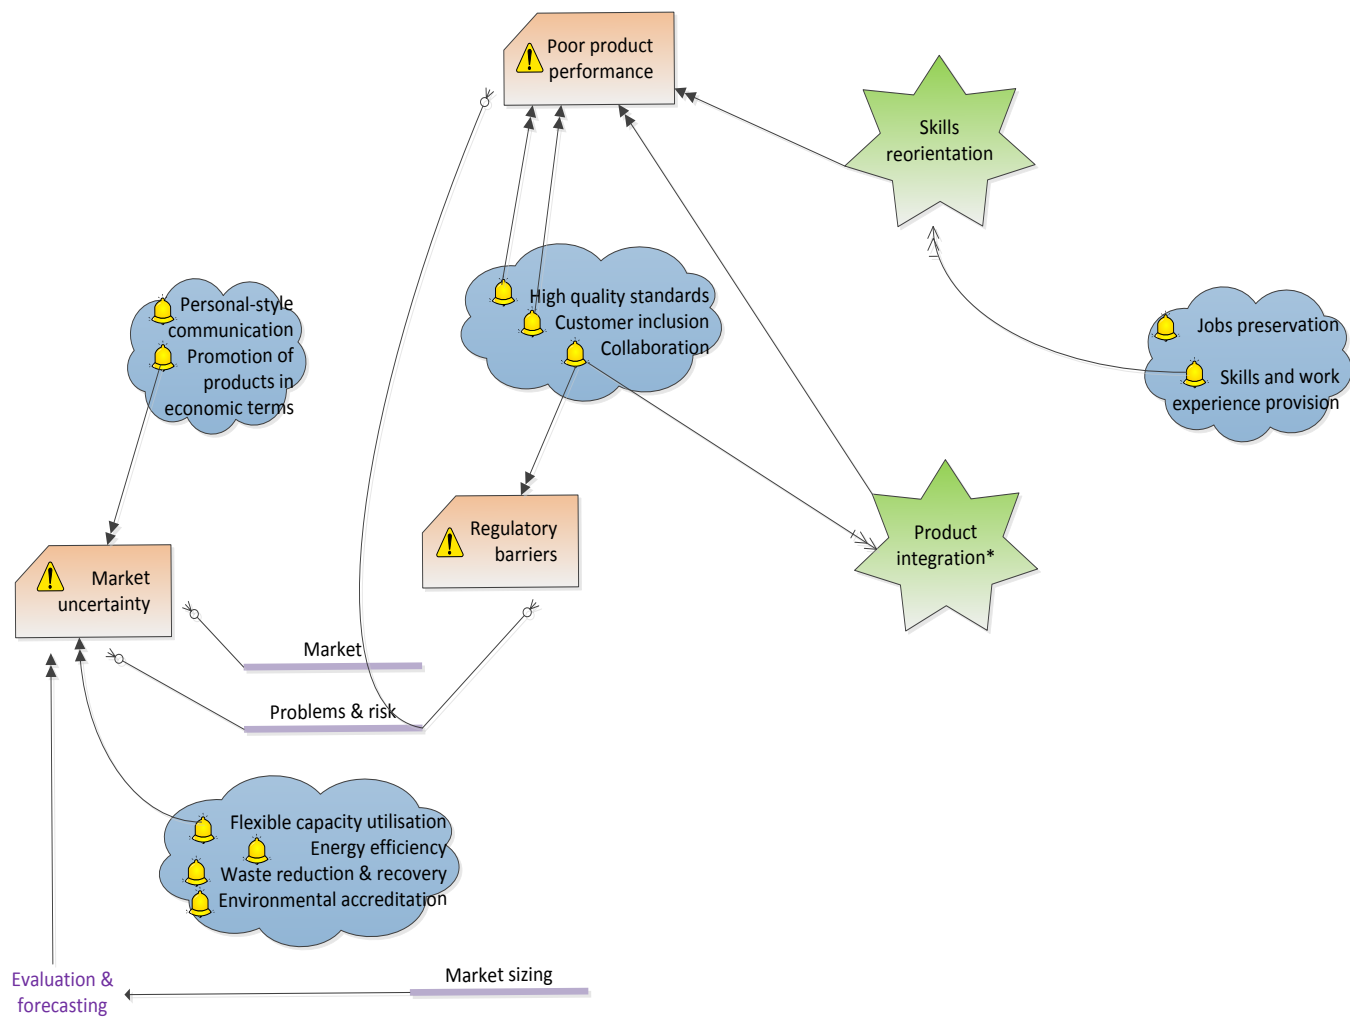 Poor product
performance
Skills
reorientation
High quality standards
Customer inclusion
Collaboration
Personal-style
communication
Promotion of
products in
economic terms
Jobs preservation
Skills and work
experience provision
Regulatory
barriers
Product
integration*
Market
uncertainty
Market
Problems & risk
Flexible capacity utilisation
Energy efficiency
Waste reduction & recovery
Environmental accreditation
Evaluation &
forecasting
Market sizing